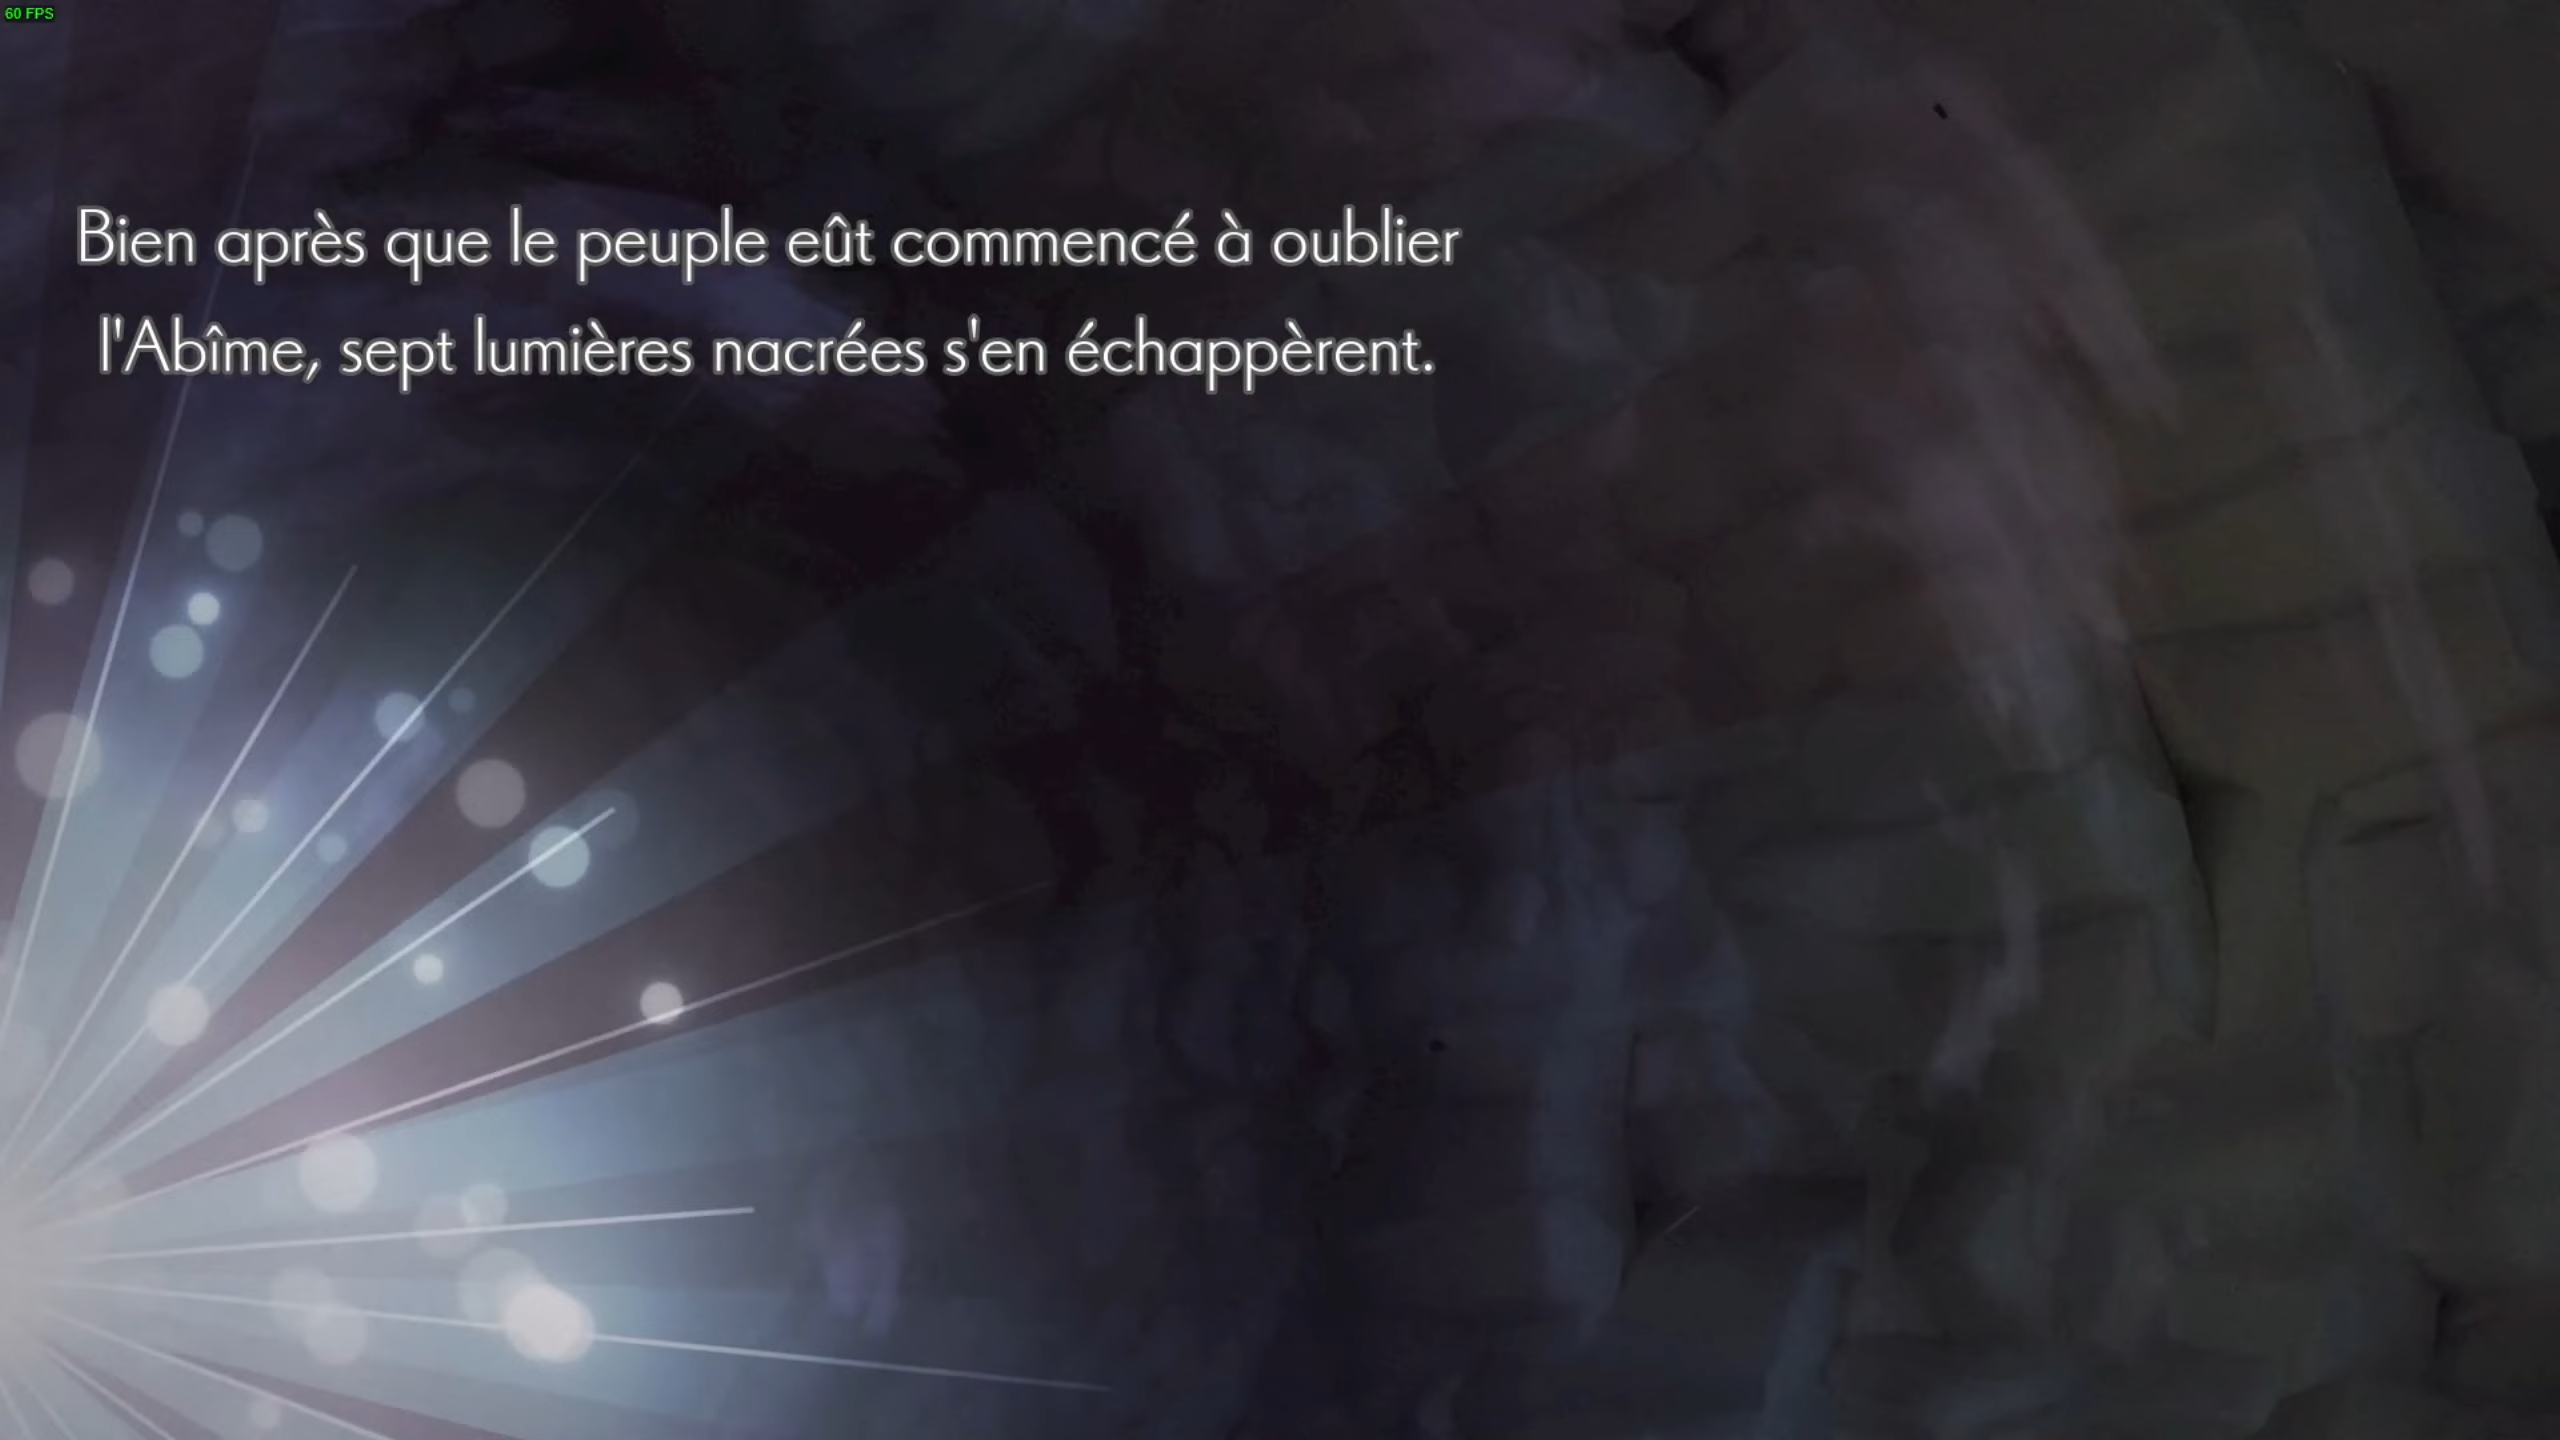 60 FPS
Bien après que le peuple eût commencé à oublier
l'Abîme, sept lumières nacrées s'en échappèrent.